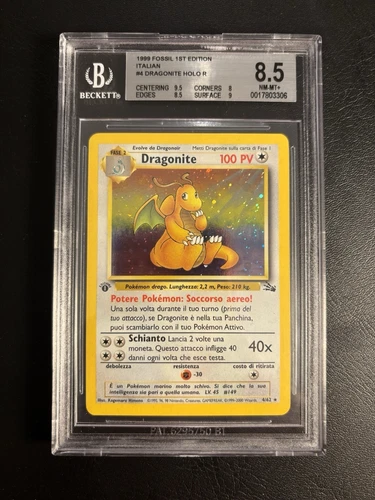 1999 FOSSIL 1ST EDITION
ITALIAN
#4 DRAGONITE HOLO R
CENTERING 9.5 CORNERS 8
EDGES 8.5 SURFACE 9
8.5
NM-MT+
0017803306
B
BECKETT
FASE 2
Evolve da Dragonair
Metti Dragonite sulla carta di Fase 1
Dragonite 100 PV
Pokémon drago. Lunghezza: 2,2 m, Peso: 210 kg.
1
Potere Pokémon: Soccorso aereo!
Una sola volta durante il tuo turno (prima del
tuo attacco), se Dragonite è nella tua Panchina,
puoi scambiarlo con il tuo Pokémon Attivo.
Schianto Lancia 2 volte una
moneta. Questo attacco infligge 40
danni ogni volta che esce testa.
40x
debolezza resistenza costo di ritirata
-30
È un Pokémon marino molto schivo. Si dice che la sua
intelligenza sia pari a quella umana. LV. 45 #149
4/62